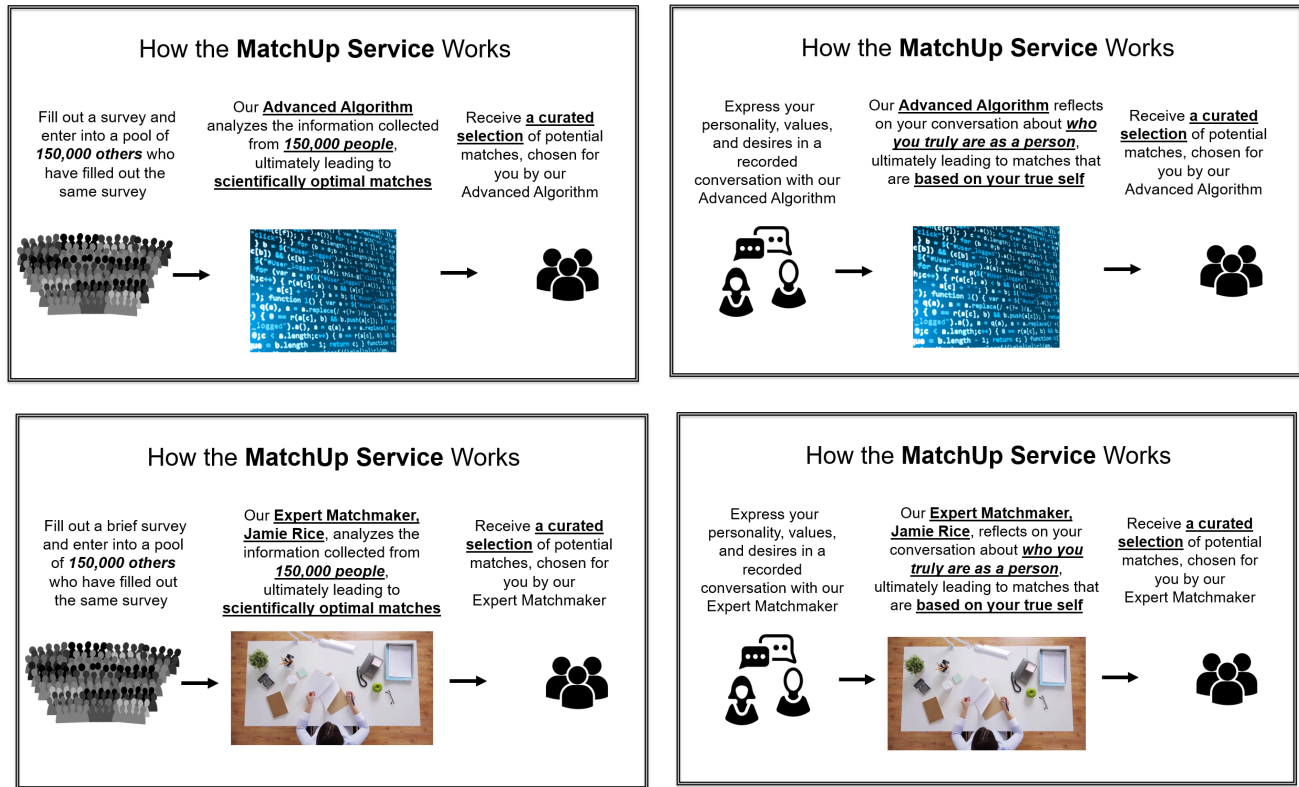 How the MatchUp Service Works
Fill out a survey and
enter into a pool of
150,000 others who
have filled out the
same survey
Our Advanced Algorithm
analyzes the information collected
from 150,000 people,
ultimately leading to
scientifically optimal matches
Receive a curated
selection of potential
matches, chosen for
you by our
Advanced Algorithm
How the MatchUp Service Works
Express your
personality, values,
and desires in a
recorded
conversation with our
Advanced Algorithm
Our Advanced Algorithm reflects
on your conversation about who
you truly are as a person,
ultimately leading to matches that
are based on your true self
Receive a curated
selection of potential
matches, chosen for
you by our
Advanced Algorithm
How the MatchUp Service Works
Fill out a brief survey
and enter into a pool
of 150,000 others
who have filled out
the same survey
Our Expert Matchmaker,
Jamie Rice, analyzes the
information collected from
150,000 people,
ultimately leading to
scientifically optimal matches
Receive a curated
selection of potential
matches, chosen for
you by our
Expert Matchmaker
How the MatchUp Service Works
Express your
personality, values,
and desires in a
recorded
conversation with our
Expert Matchmaker
Our Expert Matchmaker,
Jamie Rice, reflects on your
conversation about who you
truly are as a person,
ultimately leading to matches that
are based on your true self
Receive a curated
selection of potential
matches, chosen for
you by our
Expert Matchmaker